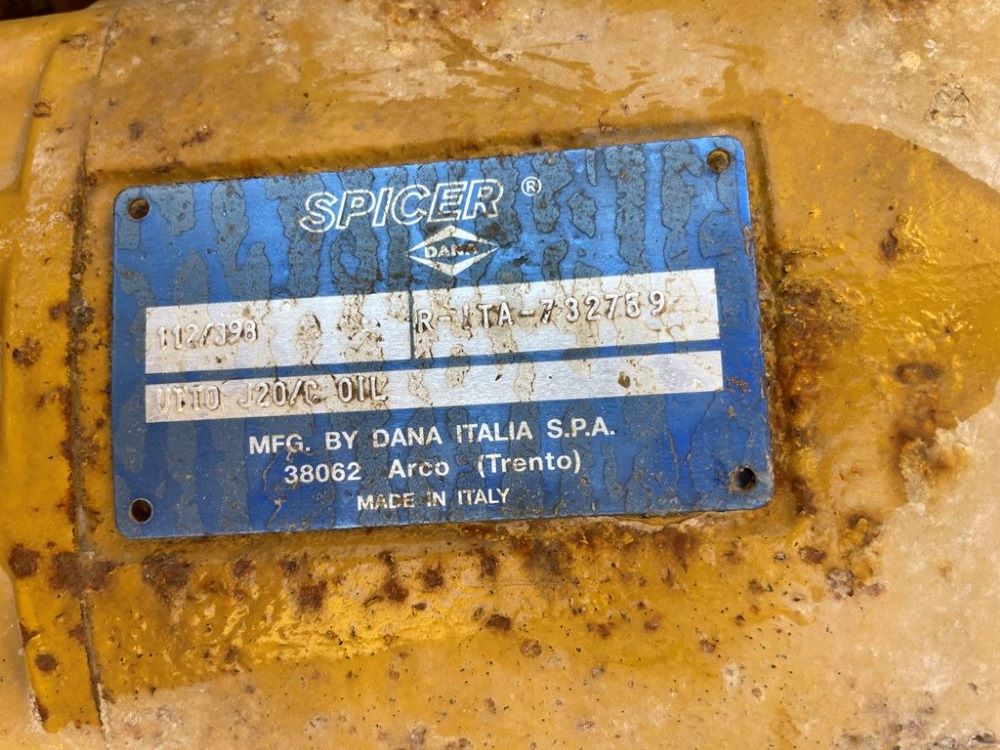 SPICER ®
DANA
112/398 R-ITA-732759
UTTO J20/C OIL
MFG. BY DANA ITALIA S.P.A.
38062 Arco (Trento)
MADE IN ITALY